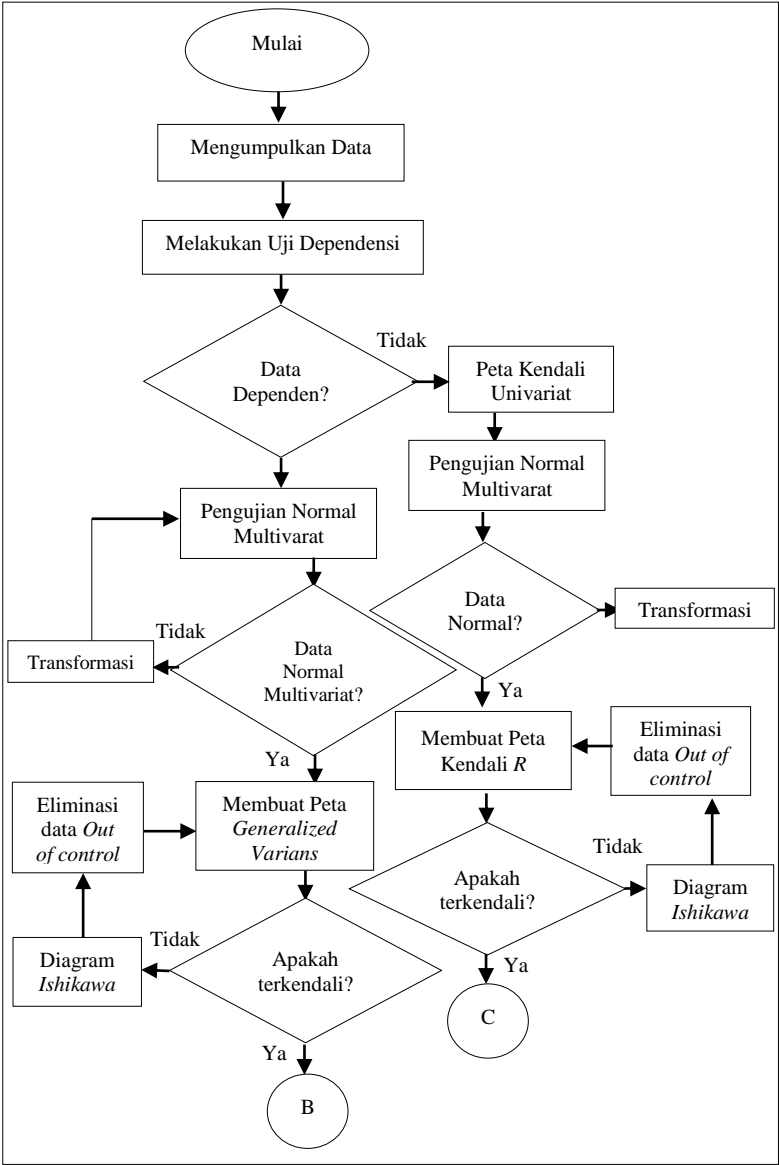 Mulai
Mengumpulkan Data
Melakukan Uji Dependensi
Tidak
Data
Dependen?
Peta Kendali
Univariat
Pengujian Normal
Multivarat
Pengujian Normal
Multivarat
Data
Normal?
Transformasi
Tidak
Transformasi
Data
Normal
Multivariat?
Ya
Membuat Peta
Kendali R
Eliminasi
data Out of
control
Ya
Eliminasi
data Out
of control
Membuat Peta
Generalized
Varians
Tidak
Apakah
terkendali?
Diagram
Ishikawa
Tidak
Diagram
Ishikawa
Apakah
terkendali?
Ya
C
Ya
B